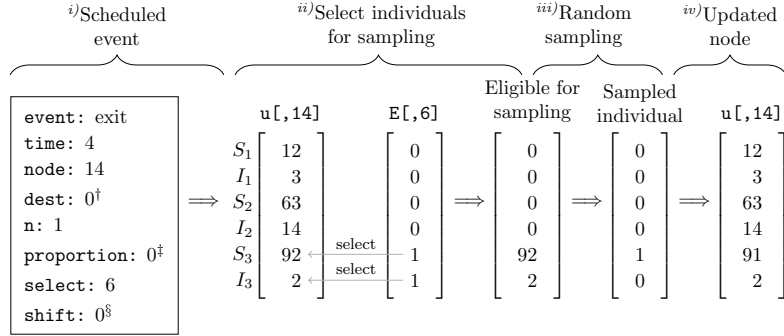 i)Scheduled event
ii)Select individuals for sampling
iii)Random sampling
iv)Updated node
event: exit
time: 4
node: 14
dest: 0†
n: 1
proportion: 0‡
select: 6
shift: 0§
u[,14] E[,6] Eligible for sampling Sampled individual u[,14]
S1 12 0 0 0 12
I1 3 0 0 0 3
S2 63 0 0 0 63
I2 14 0 0 0 14
S3 92 select 1 92 1 91
I3 2 select 1 2 0 2